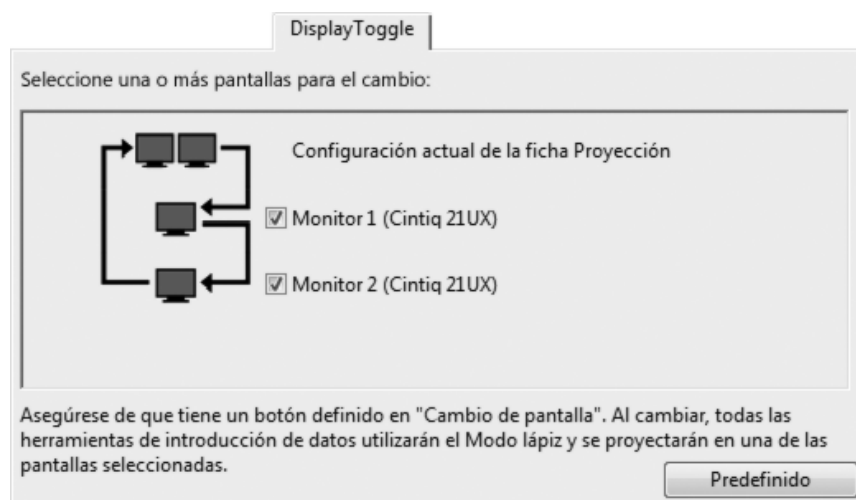 DisplayToggle
Seleccione una o más pantallas para el cambio:
Configuración actual de la ficha Proyección
Monitor 1 (Cintiq 21UX)
Monitor 2 (Cintiq 21UX)
Asegúrese de que tiene un botón definido en "Cambio de pantalla". Al cambiar, todas las
herramientas de introducción de datos utilizarán el Modo lápiz y se proyectarán en una de las
pantallas seleccionadas.
Predefinido